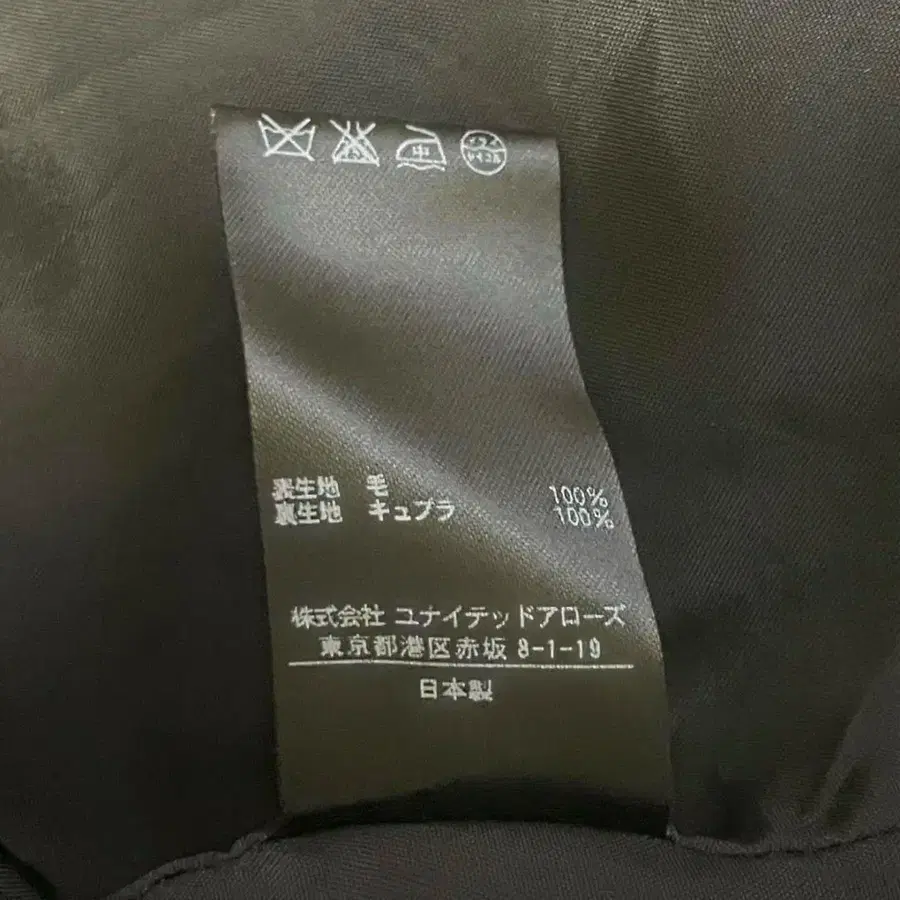 中
表生地 毛 100%
裏生地 キュプラ 100%
株式会社 ユナイテッドアローズ
東京都港区赤坂 8-1-19
日本製